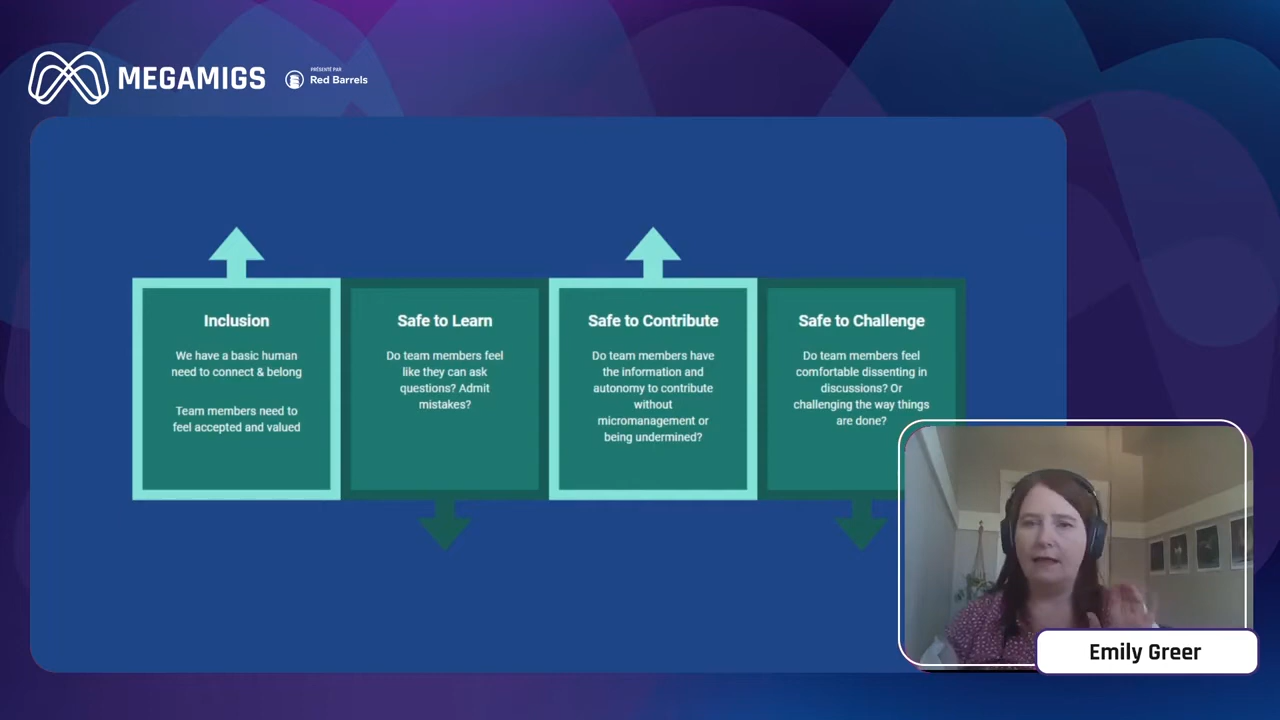 MEGAMIGS
PRÉSENTÉ PAR
Red Barrels
Inclusion
We have a basic human
need to connect & belong
Team members need to
feel accepted and valued
Safe to Learn
Do team members feel
like they can ask
questions? Admit
mistakes?
Safe to Contribute
Do team members have
the information and
autonomy to contribute
without
micromanagement or
being undermined?
Safe to Challenge
Do team members feel
comfortable dissenting in
discussions? Or
challenging the way things
are done?
Emily Greer